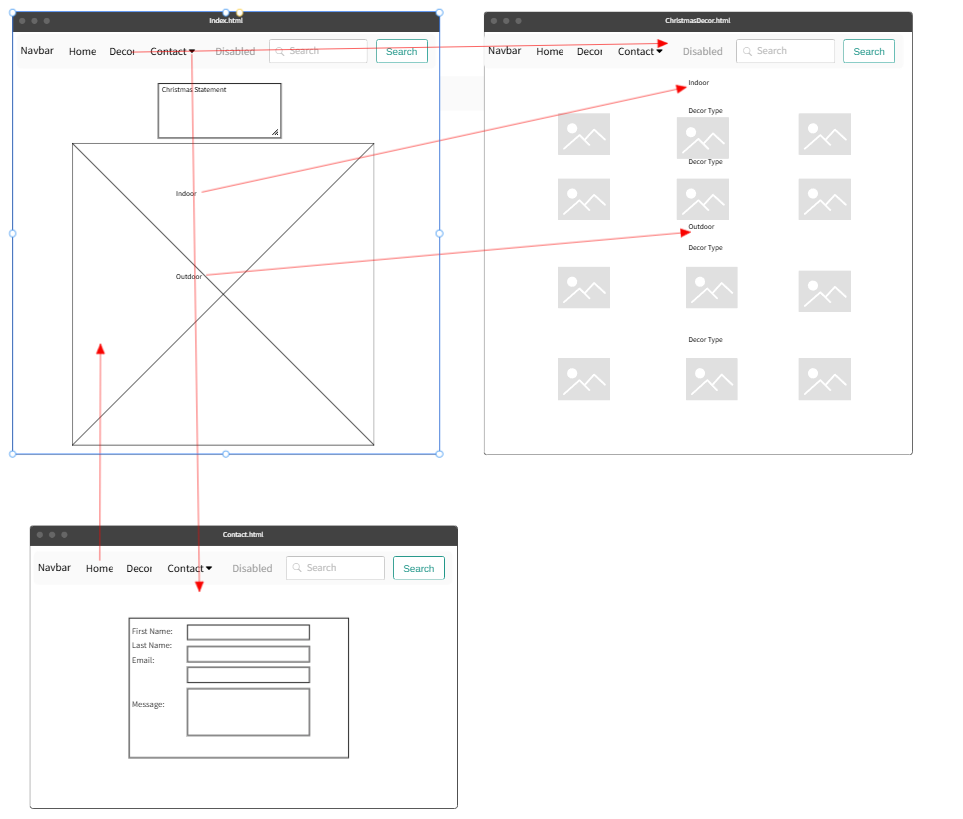 Index.html
Navbar Home Decor Contact Disabled Search Search
Christmas Statement
Indoor
Outdoor
ChristmasDecor.html
Navbar Home Decor Contact Disabled Search Search
Indoor
Decor Type
Decor Type
Outdoor
Decor Type
Decor Type
Contact.html
Navbar Home Decor Contact Disabled Search Search
First Name:
Last Name:
Email:
Message: